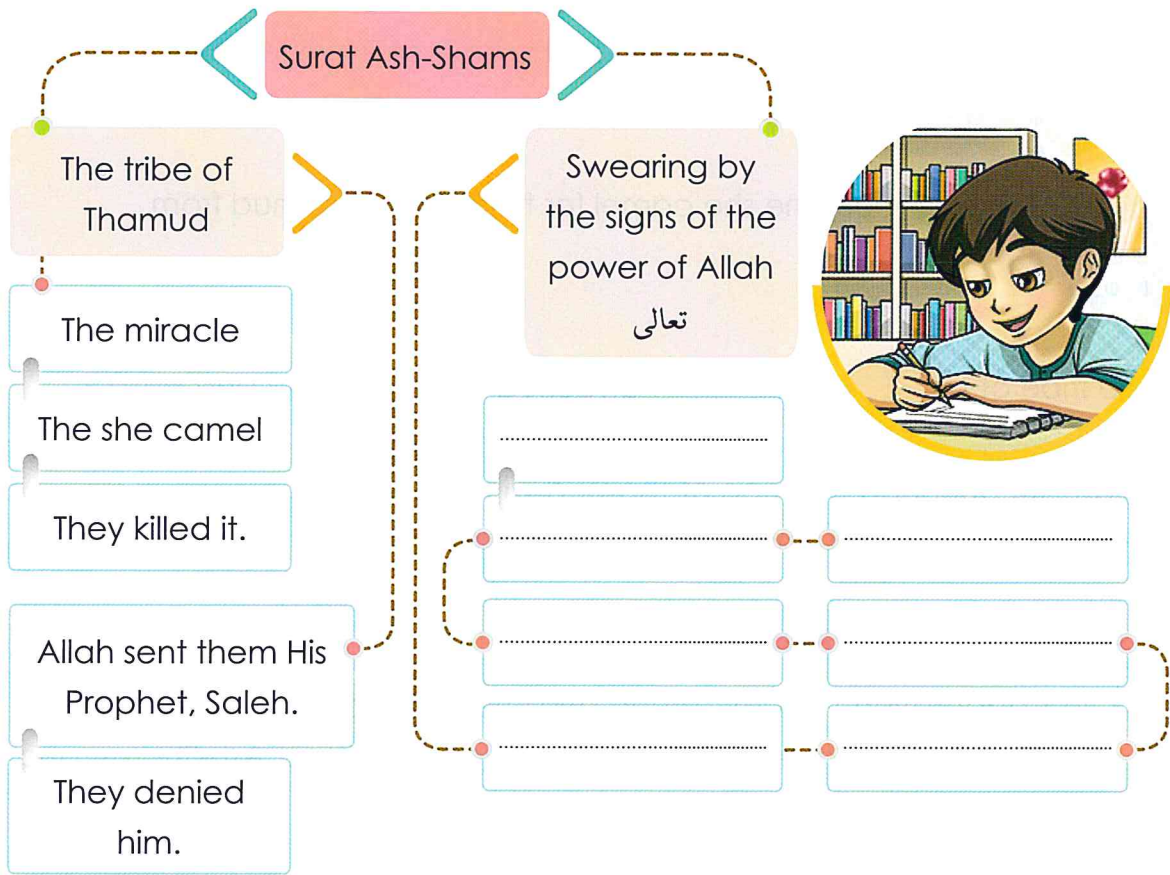 Surat Ash-Shams
The tribe of
Thamud
The miracle
The she camel
They killed it.
Allah sent them His
Prophet, Saleh.
They denied
him.
Swearing by
the signs of the
power of Allah
تعالى